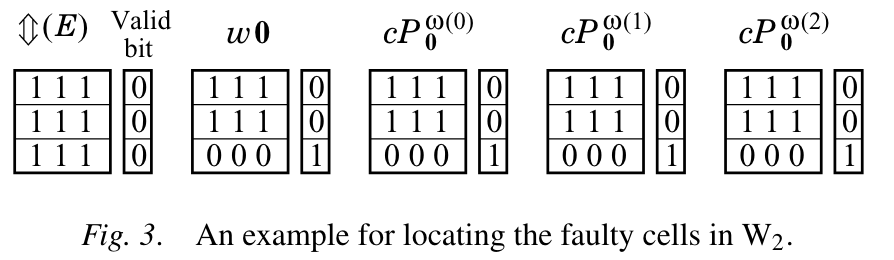 ⇕(E) Valid bit w0 cP₀^ω(0) cP₀^ω(1) cP₀^ω(2)
1 1 1 0 1 1 1 0 1 1 1 0 1 1 1 0 1 1 1 0
1 1 1 0 1 1 1 0 1 1 1 0 1 1 1 0 1 1 1 0
1 1 1 0 0 0 0 1 0 0 0 1 0 0 0 1 0 0 0 1
Fig. 3. An example for locating the faulty cells in W₂.